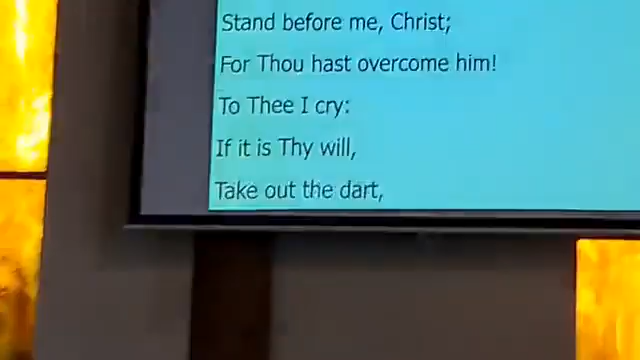 Stand before me, Christ;
For Thou hast overcome him!
To Thee I cry:
If it is Thy will,
Take out the dart,